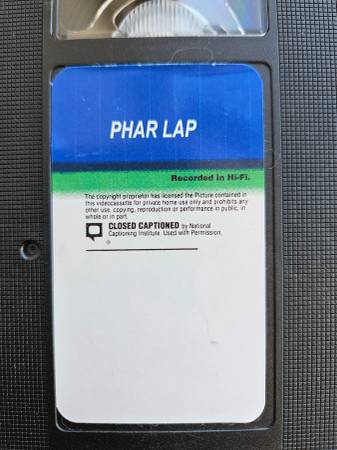 PHAR LAP
Recorded in Hi-Fi.
The copyright proprietor has licensed the Picture contained in
this videocassette for private home use only and prohibits any
other use, copying, reproduction or performance in public, in
whole or in part.
CLOSED CAPTIONED by National
Captioning Institute. Used with Permission.
®